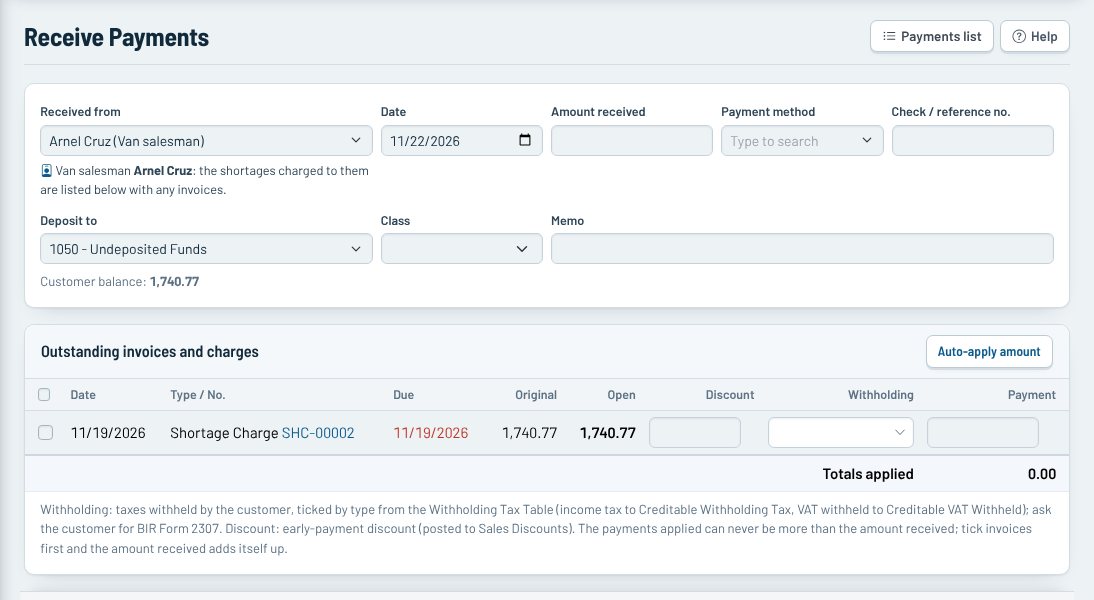 Receive Payments
Payments list
Help
Received from
Date
Amount received
Payment method
Check / reference no.
Arnel Cruz (Van salesman)
11/22/2026
Type to search
Van salesman Arnel Cruz: the shortages charged to them
are listed below with any invoices.
Deposit to
Class
Memo
1050 - Undeposited Funds
Customer balance: 1,740.77
Outstanding invoices and charges
Auto-apply amount
Date Type / No. Due Original Open Discount Withholding Payment
11/19/2026 Shortage Charge SHC-00002 11/19/2026 1,740.77 1,740.77
Totals applied 0.00
Withholding: taxes withheld by the customer, ticked by type from the Withholding Tax Table (income tax to Creditable Withholding Tax, VAT withheld to Creditable VAT Withheld); ask
the customer for BIR Form 2307. Discount: early-payment discount (posted to Sales Discounts). The payments applied can never be more than the amount received; tick invoices
first and the amount received adds itself up.